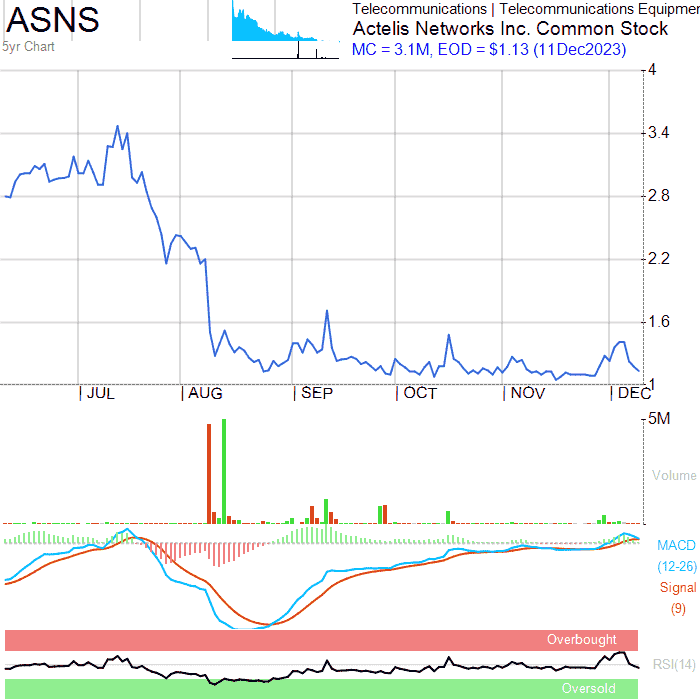 ASNS
5yr Chart
Telecommunications | Telecommunications Equipmen
Actelis Networks Inc. Common Stock
MC = 3.1M, EOD = $1.13 (11Dec2023)
4
3.4
2.8
2.2
1.6
1
JUL AUG SEP OCT NOV DEC
5M
Volume
MACD
(12-26)
Signal
(9)
Overbought
RSI(14)
Oversold